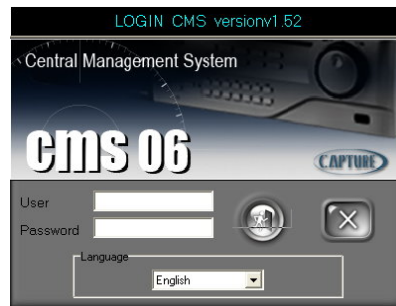 LOGIN CMS versionv1.52
Central Management System
cms 06
CAPTURE
User
Password
Language
English